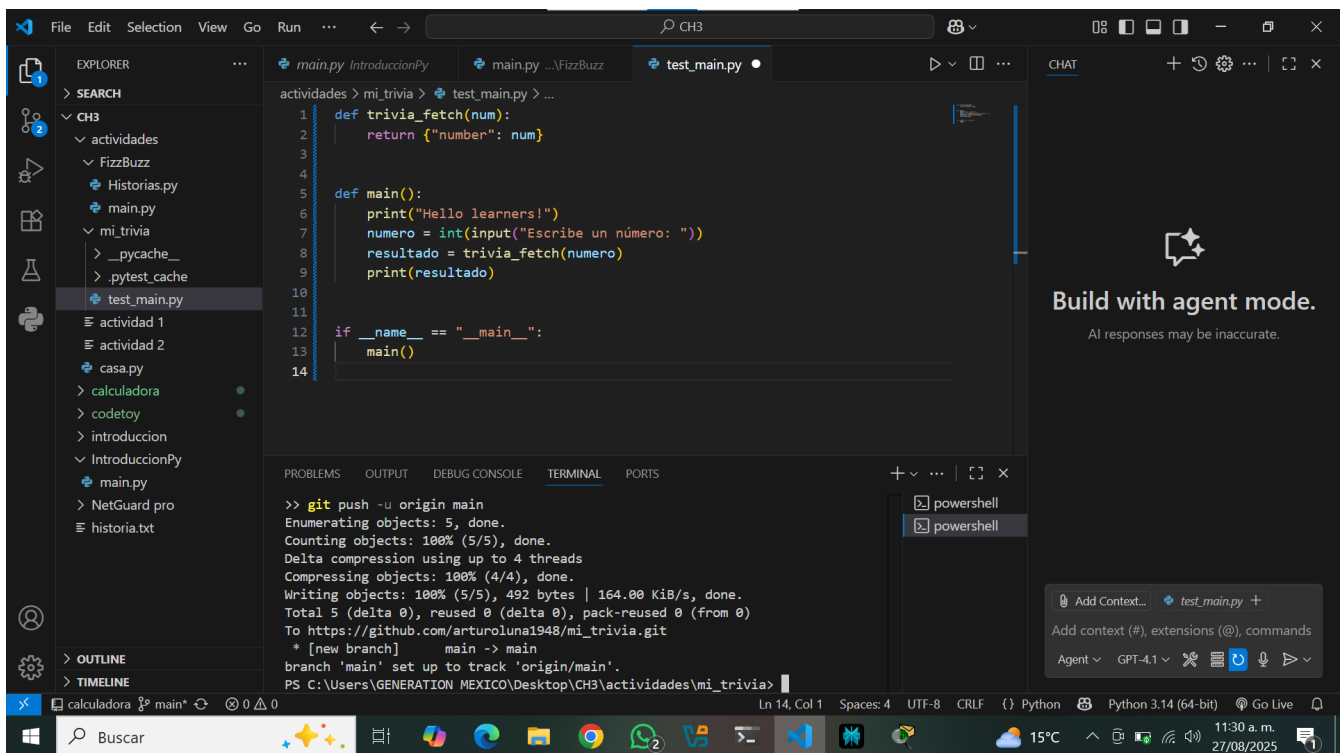 File Edit Selection View Go Run ··· CH3
EXPLORER ···
SEARCH
CH3
actividades
FizzBuzz
Historias.py
main.py
mi_trivia
__pycache__
.pytest_cache
test_main.py
actividad 1
actividad 2
casa.py
calculadora
codetoy
introduccion
IntroduccionPy
main.py
NetGuard pro
historia.txt
OUTLINE
TIMELINE
main.py IntroduccionPy main.py ...\FizzBuzz test_main.py
actividades > mi_trivia > test_main.py > ...
1 def trivia_fetch(num):
2 return {"number": num}
3
4
5 def main():
6 print("Hello learners!")
7 numero = int(input("Escribe un número: "))
8 resultado = trivia_fetch(numero)
9 print(resultado)
10
11
12 if __name__ == "__main__":
13 main()
14
PROBLEMS OUTPUT DEBUG CONSOLE TERMINAL PORTS
>> git push -u origin main
Enumerating objects: 5, done.
Counting objects: 100% (5/5), done.
Delta compression using up to 4 threads
Compressing objects: 100% (4/4), done.
Writing objects: 100% (5/5), 492 bytes | 164.00 KiB/s, done.
Total 5 (delta 0), reused 0 (delta 0), pack-reused 0 (from 0)
To https://github.com/arturoluna1948/mi_trivia.git
* [new branch] main -> main
branch 'main' set up to track 'origin/main'.
PS C:\Users\GENERATION MEXICO\Desktop\CH3\actividades\mi_trivia>
powershell
powershell
CHAT
Build with agent mode.
AI responses may be inaccurate.
Add Context... test_main.py +
Add context (#), extensions (@), commands
Agent GPT-4.1
calculadora main* 0 0 Ln 14, Col 1 Spaces: 4 UTF-8 CRLF {} Python Python 3.14 (64-bit) Go Live
Buscar 2 15°C 11:30 a. m.
27/08/2025 1